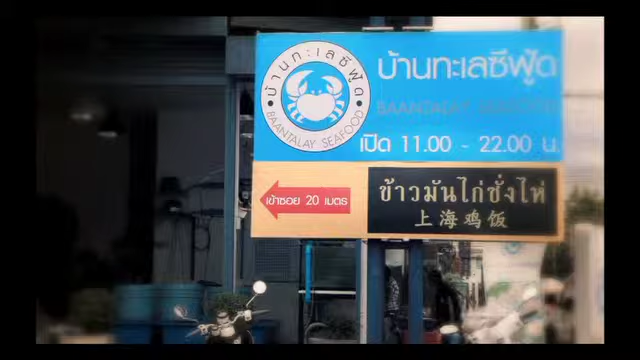 บ้านทะเลซีฟู้ด
BAANTALAY SEAFOOD
บ้านทะเลซีฟู้ด
BAANTALAY SEAFOOD
เปิด 11.00 - 22.00 น.
เข้าซอย 20 เมตร
ข้าวมันไก่ซั่งไห่
上海鸡饭